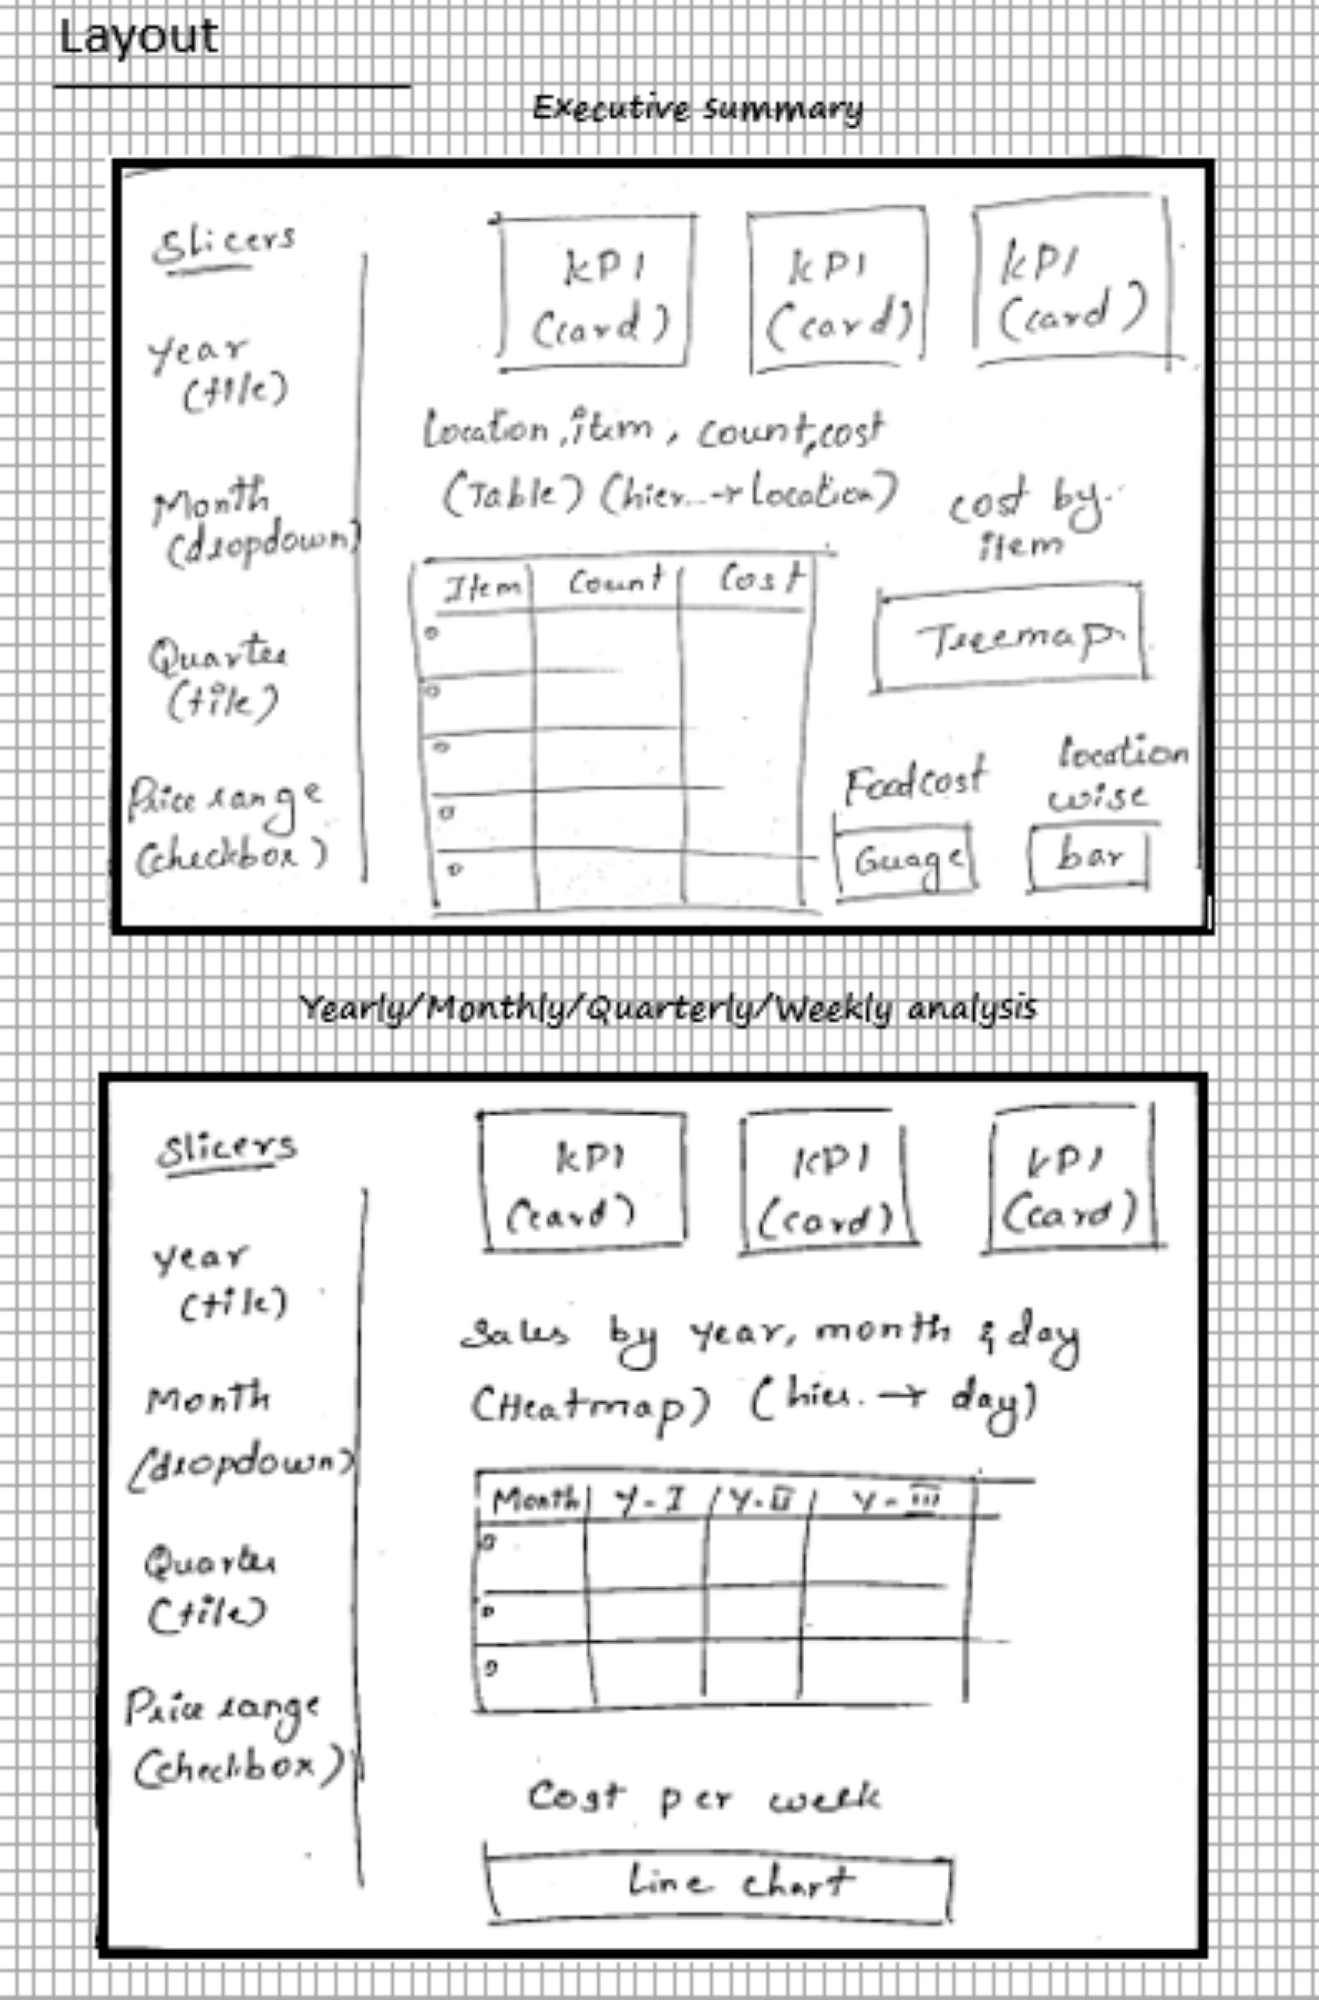 Layout
Executive summary
Slicers
Year
(tile)
Month
(dropdown)
Quarter
(tile)
Price range
(checkbox)
KPI
(card)
KPI
(card)
KPI
(card)
Location, item, count, cost
(Table) (hier. → location)
Item Count Cost
cost by
item
Treemap
Food cost
Guage
location
wise
bar
Yearly/Monthly/Quarterly/Weekly analysis
Slicers
Year
(tile)
Month
(dropdown)
Quarter
(tile)
Price range
(checkbox)
KPI
(card)
KPI
(card)
KPI
(card)
Sales by year, month & day
(Heatmap) (hier. → day)
Month Y-I Y-II Y-III
Cost per week
Line chart